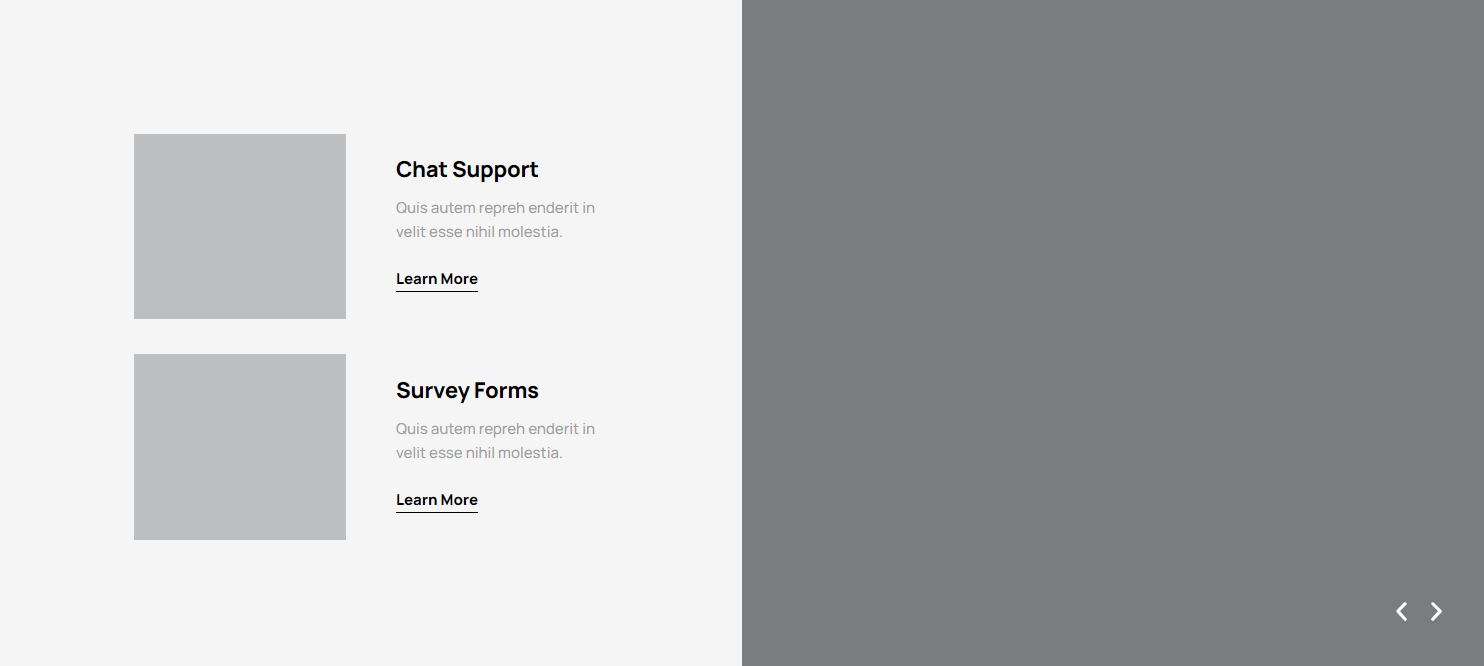 Chat Support
Quis autem repreh enderit in
velit esse nihil molestia.
Learn More
Survey Forms
Quis autem repreh enderit in
velit esse nihil molestia.
Learn More